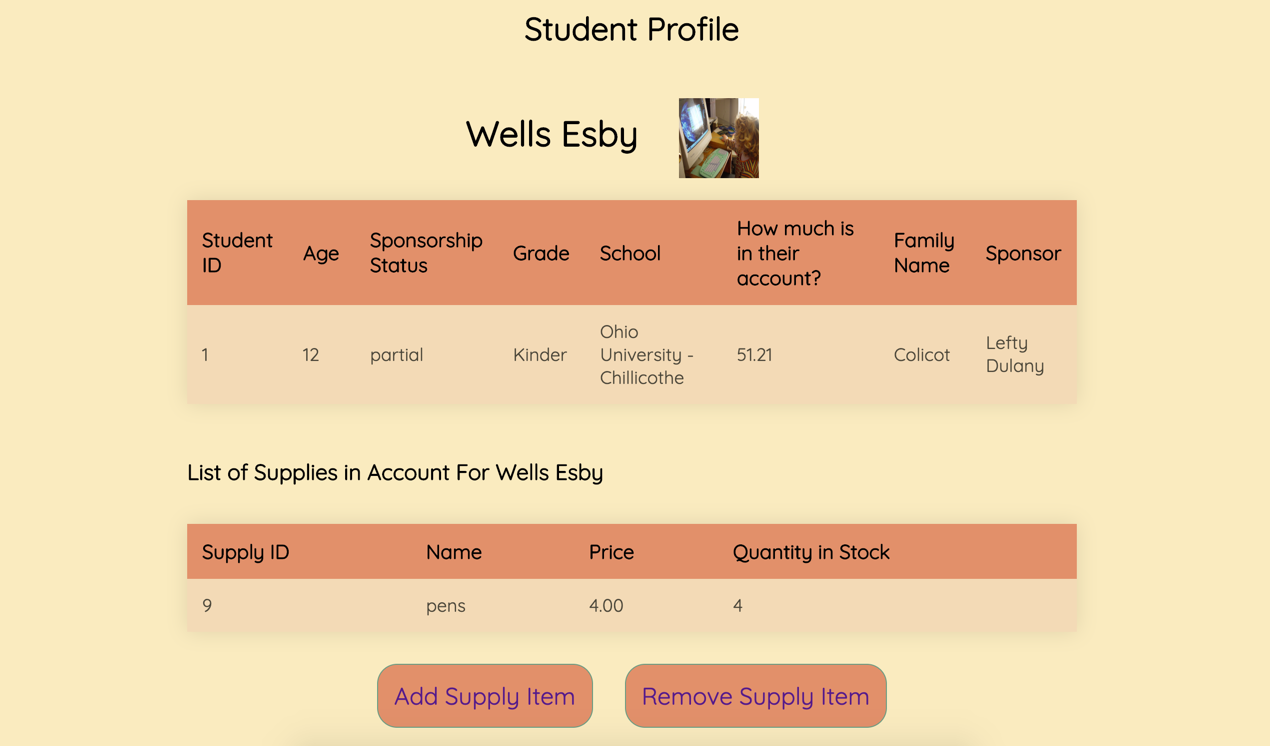 Student Profile
Wells Esby
Student ID
Age
Sponsorship Status
Grade
School
How much is in their account?
Family Name
Sponsor
1
12
partial
Kinder
Ohio University - Chillicothe
51.21
Colicot
Lefty Dulany
List of Supplies in Account For Wells Esby
Supply ID Name Price Quantity in Stock
9 pens 4.00 4
Add Supply Item Remove Supply Item